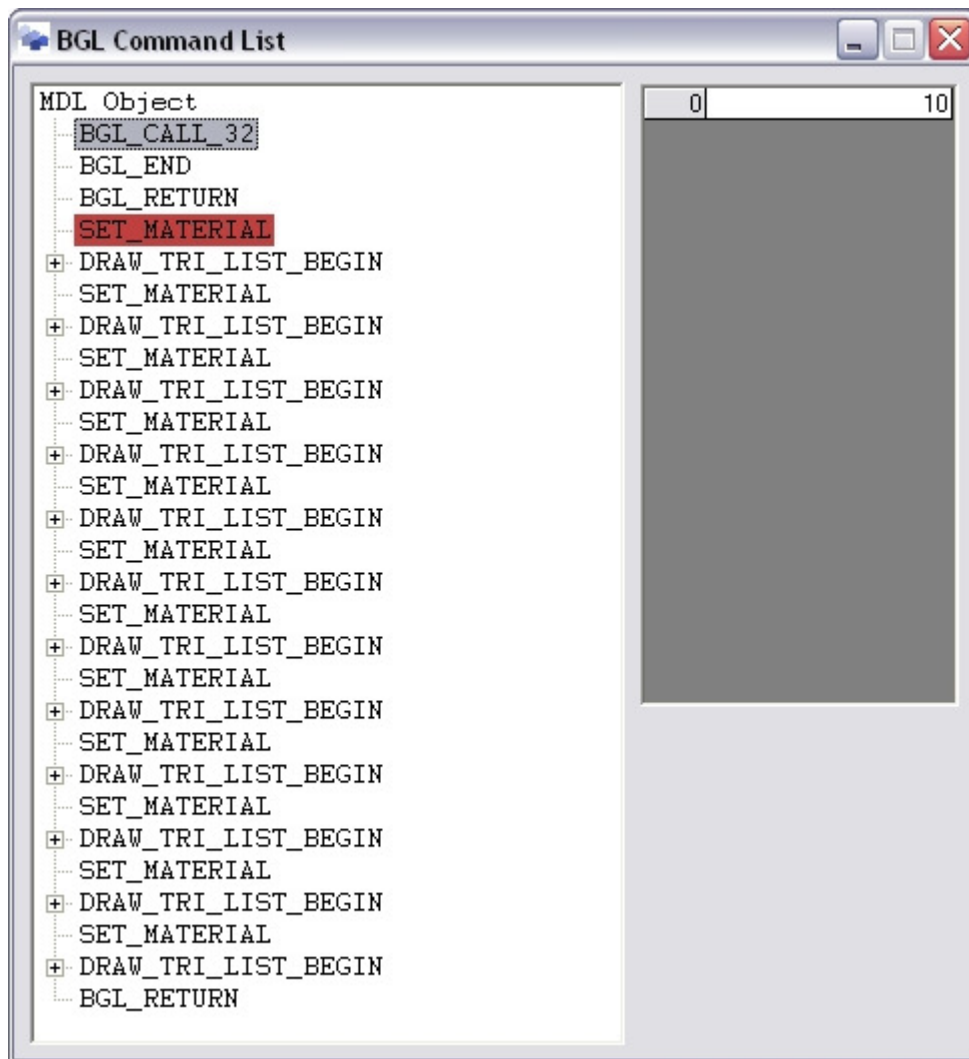 BGL Command List
MDL Object
0 10
BGL_CALL_32
BGL_END
BGL_RETURN
SET_MATERIAL
DRAW_TRI_LIST_BEGIN
SET_MATERIAL
DRAW_TRI_LIST_BEGIN
SET_MATERIAL
DRAW_TRI_LIST_BEGIN
SET_MATERIAL
DRAW_TRI_LIST_BEGIN
SET_MATERIAL
DRAW_TRI_LIST_BEGIN
SET_MATERIAL
DRAW_TRI_LIST_BEGIN
SET_MATERIAL
DRAW_TRI_LIST_BEGIN
SET_MATERIAL
DRAW_TRI_LIST_BEGIN
SET_MATERIAL
DRAW_TRI_LIST_BEGIN
SET_MATERIAL
DRAW_TRI_LIST_BEGIN
SET_MATERIAL
DRAW_TRI_LIST_BEGIN
SET_MATERIAL
DRAW_TRI_LIST_BEGIN
BGL_RETURN